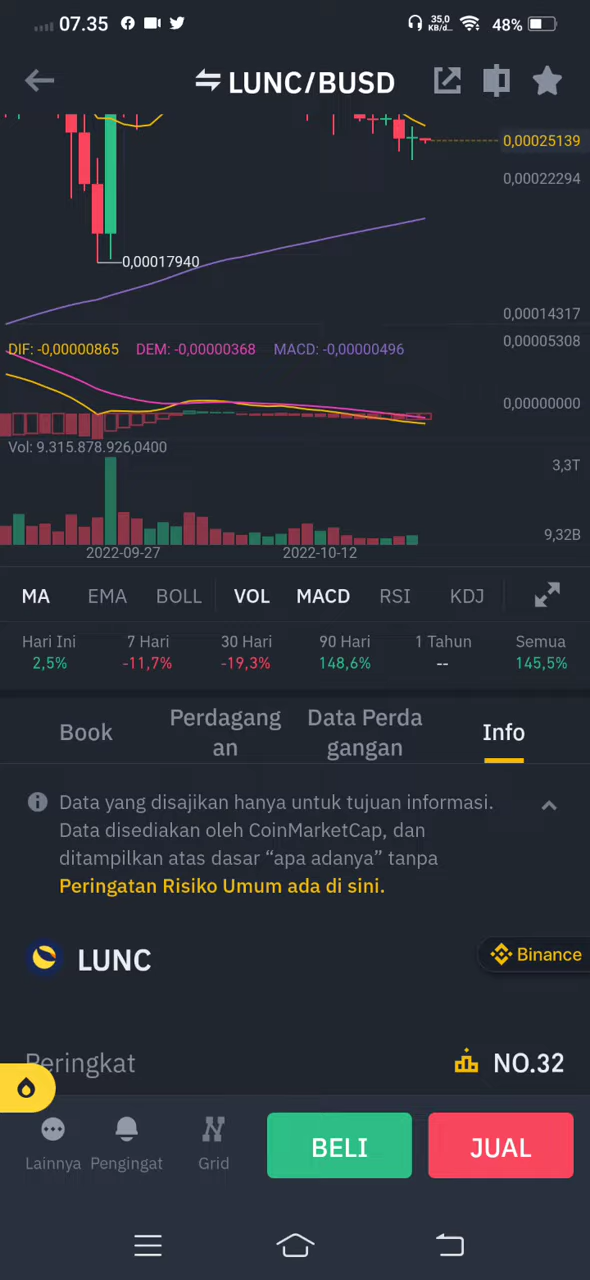 07.35 35,0 KB/d... 48%
LUNC/BUSD
0,00025139
0,00022294
0,00017940
0,00014317
0,00005308
DIF: -0,00000865 DEM: -0,00000368 MACD: -0,00000496
0,00000000
Vol: 9.315.878.926,0400
3,3T
9,32B
2022-09-27 2022-10-12
MA EMA BOLL VOL MACD RSI KDJ
Hari Ini 7 Hari 30 Hari 90 Hari 1 Tahun Semua
2,5% -11,7% -19,3% 148,6% -- 145,5%
Book Perdagang
an Data Perda
gangan Info
Data yang disajikan hanya untuk tujuan informasi.
Data disediakan oleh CoinMarketCap, dan
ditampilkan atas dasar “apa adanya” tanpa
Peringatan Risiko Umum ada di sini.
LUNC Binance
Peringkat NO.32
Lainnya Pengingat Grid BELI JUAL